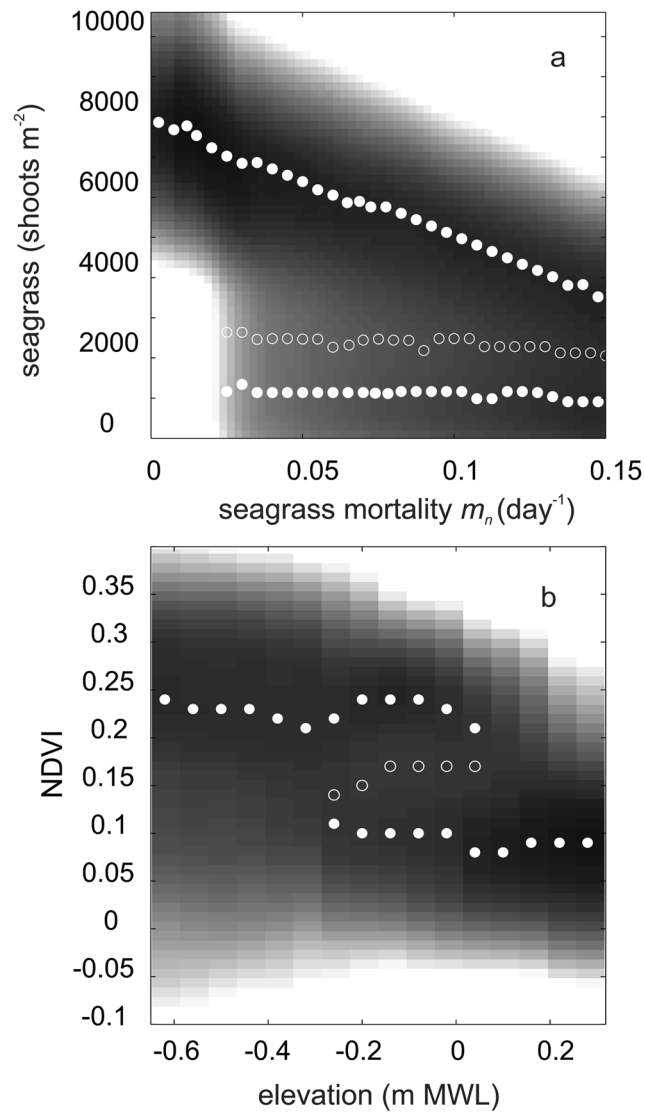 a
10000
8000
6000
4000
2000
0
seagrass (shoots m-2)
0 0.05 0.1 0.15
seagrass mortality mn (day-1)
b
0.35
0.3
0.25
0.2
0.15
0.1
0.05
0
-0.05
-0.1
NDVI
-0.6 -0.4 -0.2 0 0.2
elevation (m MWL)